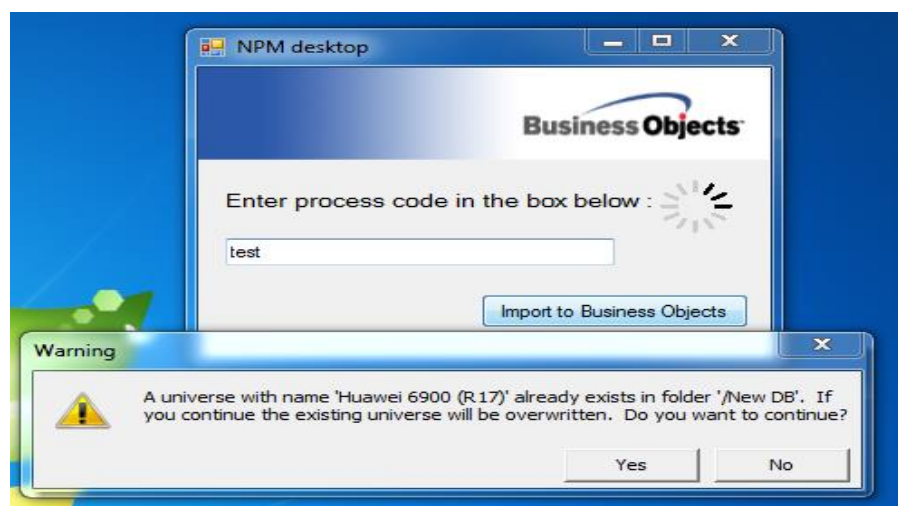 NPM desktop
Business Objects
Enter process code in the box below :
test
Import to Business Objects
Warning
A universe with name 'Huawei 6900 (R17)' already exists in folder '/New DB'. If
you continue the existing universe will be overwritten. Do you want to continue?
Yes
No